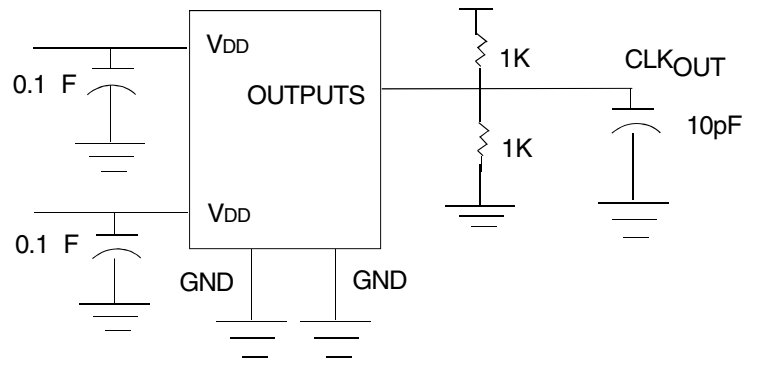 VDD
1K
CLKOUT
0.1 F
OUTPUTS
10pF
1K
VDD
0.1 F
GND
GND